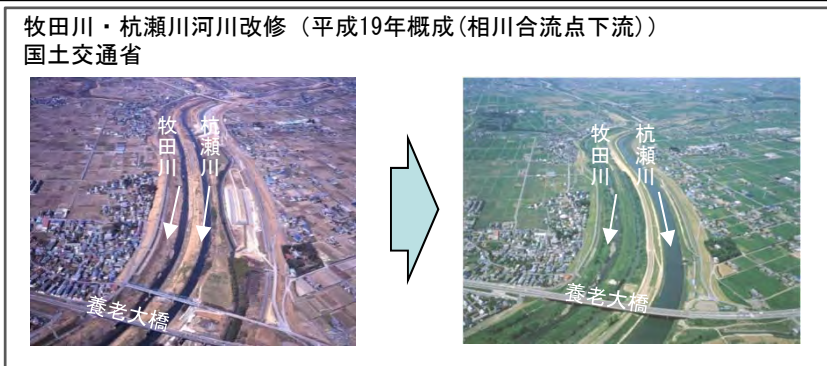 牧田川・杭瀬川河川改修（平成19年概成(相川合流点下流)）
国土交通省
牧田川
杭瀬川
養老大橋
牧田川
杭瀬川
養老大橋